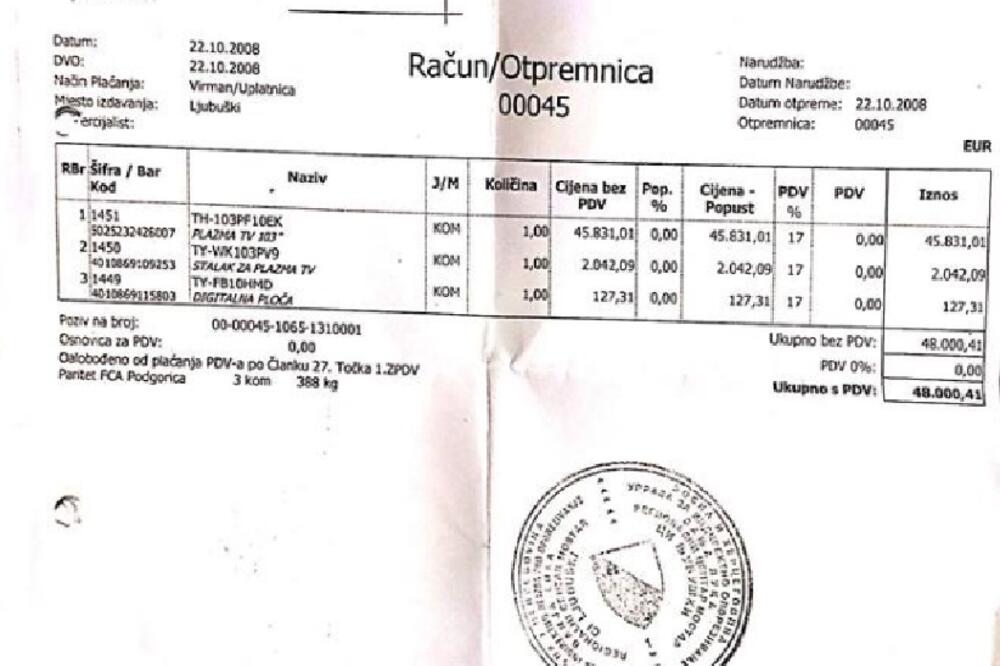 Datum: 22.10.2008
DVO: 22.10.2008
Način Plaćanja: Virman/Uplatnica
Mjesto izdavanja: Ljubuški
Račun/Otpremnica
00045
Narudžba:
Datum Narudžbe:
Datum otpreme: 22.10.2008
Otpremnica: 00045
EUR
RBr Šifra / Bar Kod Naziv J/M Količina Cijena bez PDV Pop. % Cijena - Popust PDV % PDV Iznos
1 1451 TH-103PF10EK KOM 1,00 45.831,01 0,00 45.831,01 17 0,00 45.831,01
5025232426007 PLAZMA TV 103"
2 1450 TY-WK103PV9 KOM 1,00 2.042,09 0,00 2.042,09 17 0,00 2.042,09
4010869109253 STALAK ZA PLAZMA TV
3 1449 TY-FB10HMD KOM 1,00 127,31 0,00 127,31 17 0,00 127,31
4010869115803 DIGITALNA PLOČA
Poziv na broj: 00-00045-1065-1310001
Osnovica za PDV: 0,00
Oslobođeno od plaćanja PDV-a po Članku 27. Točka 1.ZPDV
Paritet FCA Podgorica 3 kom 388 kg
Ukupno bez PDV: 48.000,41
PDV 0%: 0,00
Ukupno s PDV: 48.000,41